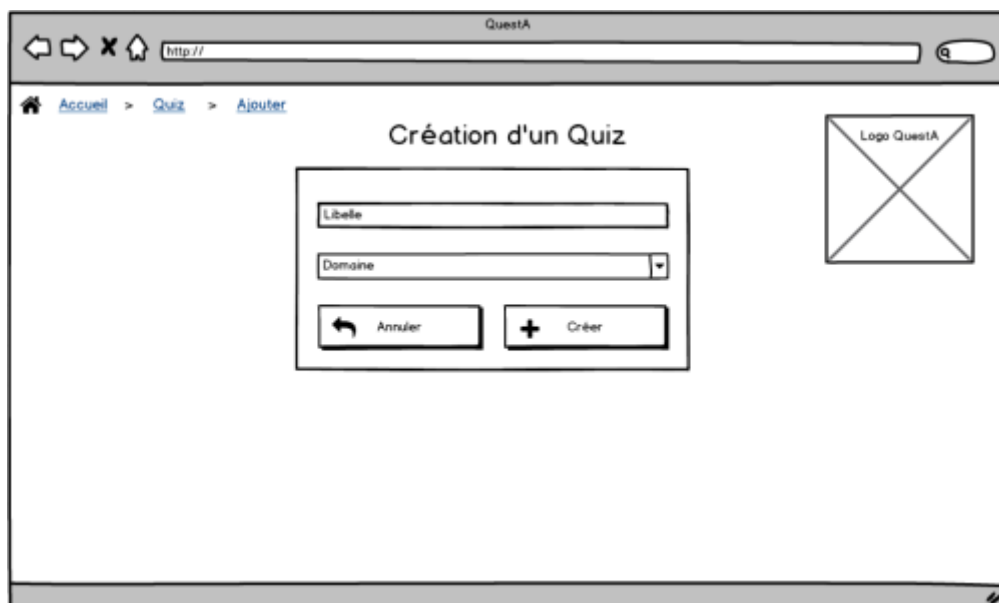 QuestA
http://
Accueil > Quiz > Ajouter
Création d'un Quiz
Logo QuestA
Libelle
Domaine
Annuler
Créer